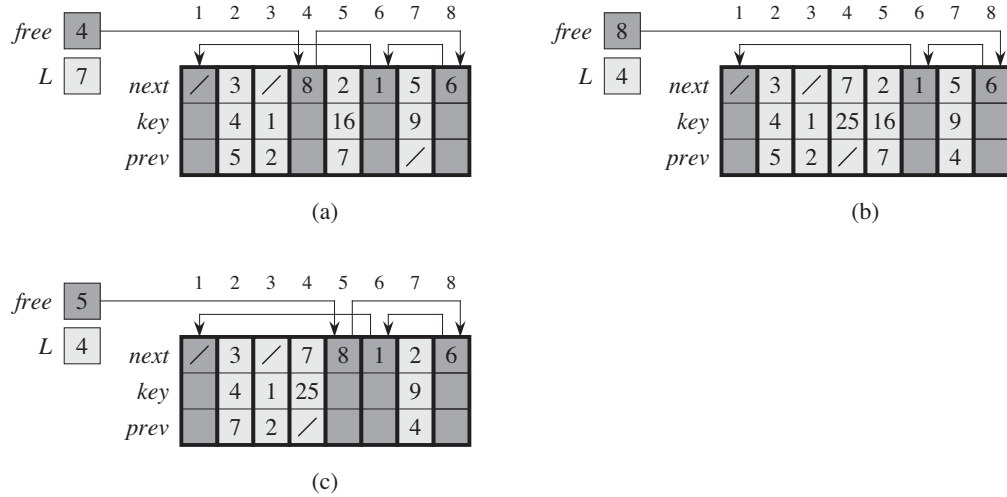 1 2 3 4 5 6 7 8
free 4
L 7
next / 3 / 8 2 1 5 6
key 4 1 16 9
prev 5 2 7 /
(a)
1 2 3 4 5 6 7 8
free 8
L 4
next / 3 / 7 2 1 5 6
key 4 1 25 16 9
prev 5 2 / 7 4
(b)
1 2 3 4 5 6 7 8
free 5
L 4
next / 3 / 7 8 1 2 6
key 4 1 25 9
prev 7 2 / 4
(c)